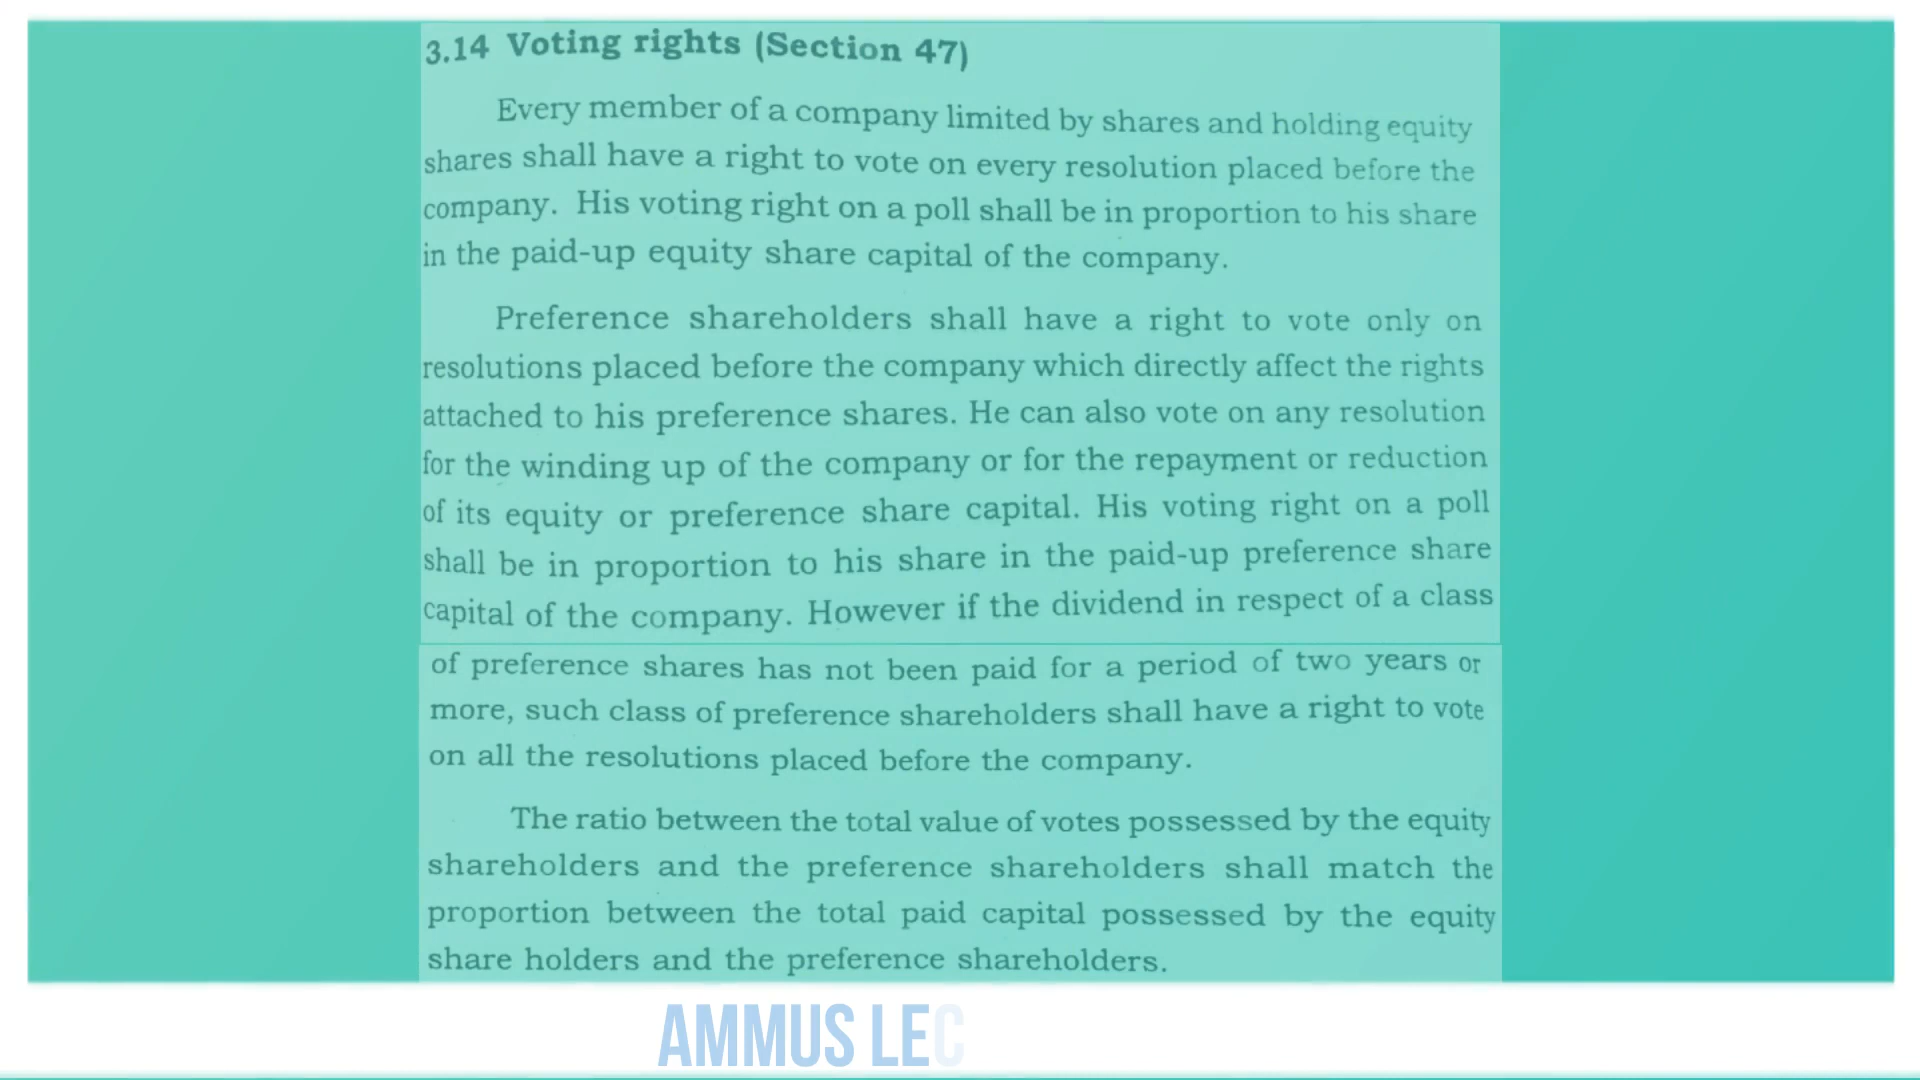 3.14 Voting rights (Section 47)
Every member of a company limited by shares and holding equity
shares shall have a right to vote on every resolution placed before the
company. His voting right on a poll shall be in proportion to his share
in the paid-up equity share capital of the company.
Preference shareholders shall have a right to vote only on
resolutions placed before the company which directly affect the rights
attached to his preference shares. He can also vote on any resolution
for the winding up of the company or for the repayment or reduction
of its equity or preference share capital. His voting right on a poll
shall be in proportion to his share in the paid-up preference share
capital of the company. However if the dividend in respect of a class
of preference shares has not been paid for a period of two years or
more, such class of preference shareholders shall have a right to vote
on all the resolutions placed before the company.
The ratio between the total value of votes possessed by the equity
shareholders and the preference shareholders shall match the
proportion between the total paid capital possessed by the equity
share holders and the preference shareholders.
AMMUS LEC